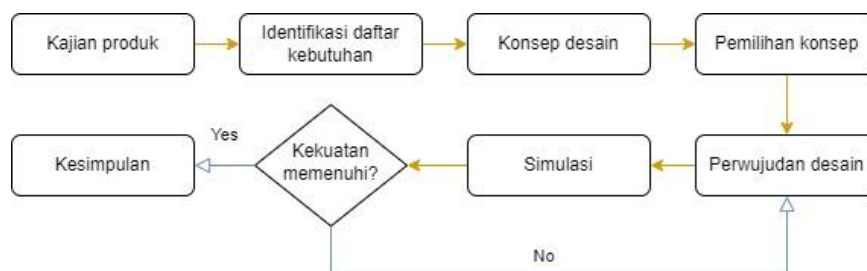 Kajian produk
Identifikasi daftar
kebutuhan
Konsep desain
Pemilihan konsep
Kesimpulan
Yes
Kekuatan
memenuhi?
Simulasi
Perwujudan desain
No